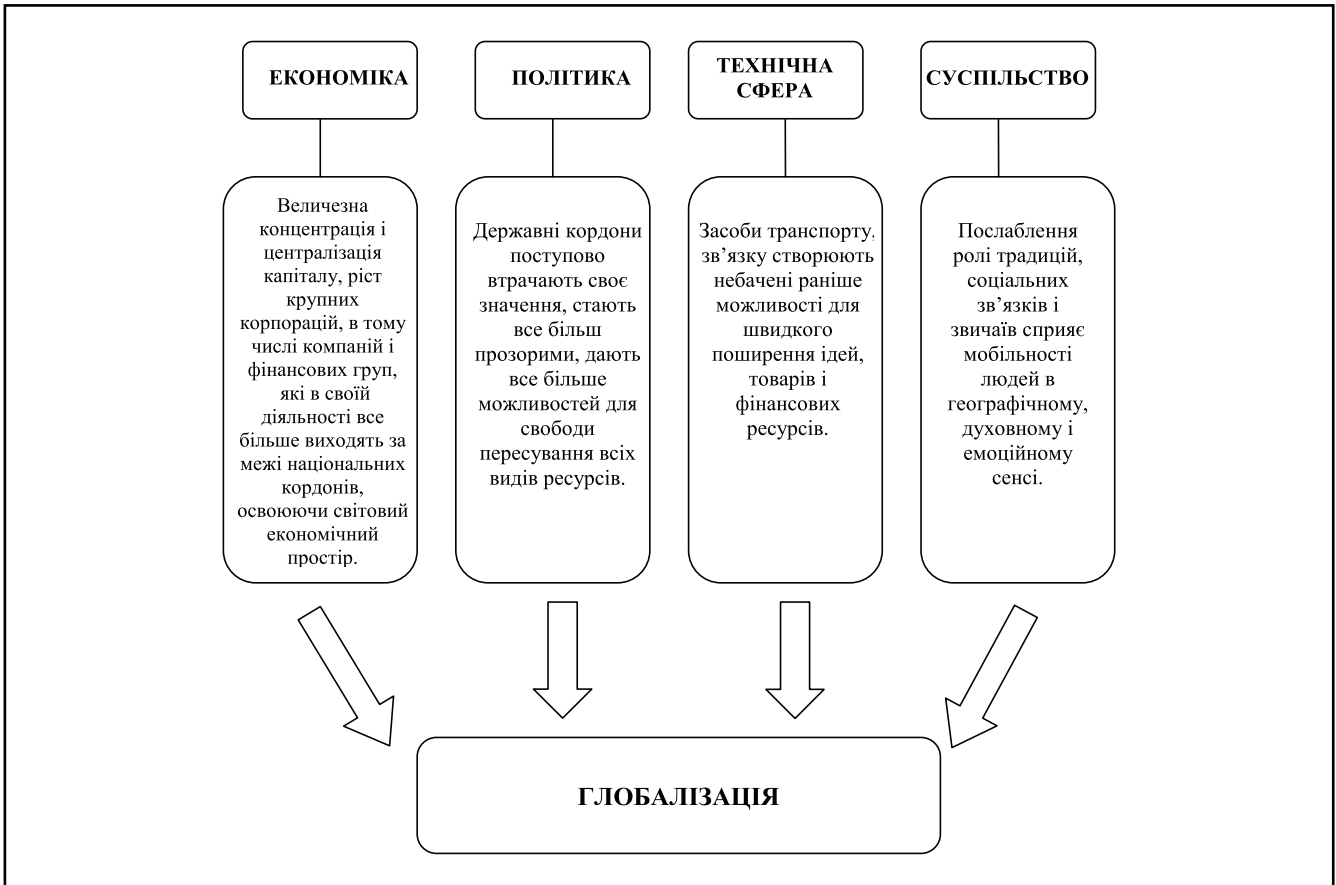 ЕКОНОМІКА
Величезна
концентрація і
централізація
капіталу, ріст
крупних
корпорацій, в тому
числі компаній і
фінансових груп,
які в своїй
діяльності все
більше виходять за
межі національних
кордонів,
освоюючи світовий
економічний
простір.
ПОЛІТИКА
Державні кордони
поступово
втрачають своє
значення, стають
все більш
прозорими, дають
все більше
можливостей для
свободи
пересування всіх
видів ресурсів.
ТЕХНІЧНА
СФЕРА
Засоби транспорту,
зв’язку створюють
небачені раніше
можливості для
швидкого
поширення ідей,
товарів і
фінансових
ресурсів.
СУСПІЛЬСТВО
Послаблення
ролі традицій,
соціальних
зв’язків і
звичаїв сприяє
мобільності
людей в
географічному,
духовному і
емоційному
сенсі.
ГЛОБАЛІЗАЦІЯ